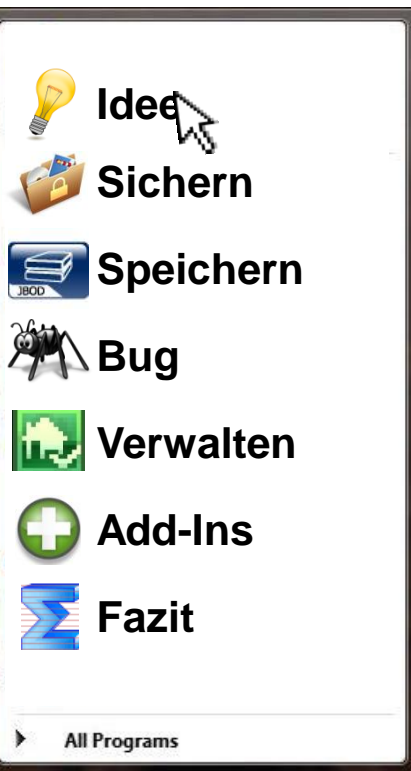 Idee
Sichern
JBOD
Speichern
Bug
Verwalten
Add-Ins
Fazit
All Programs